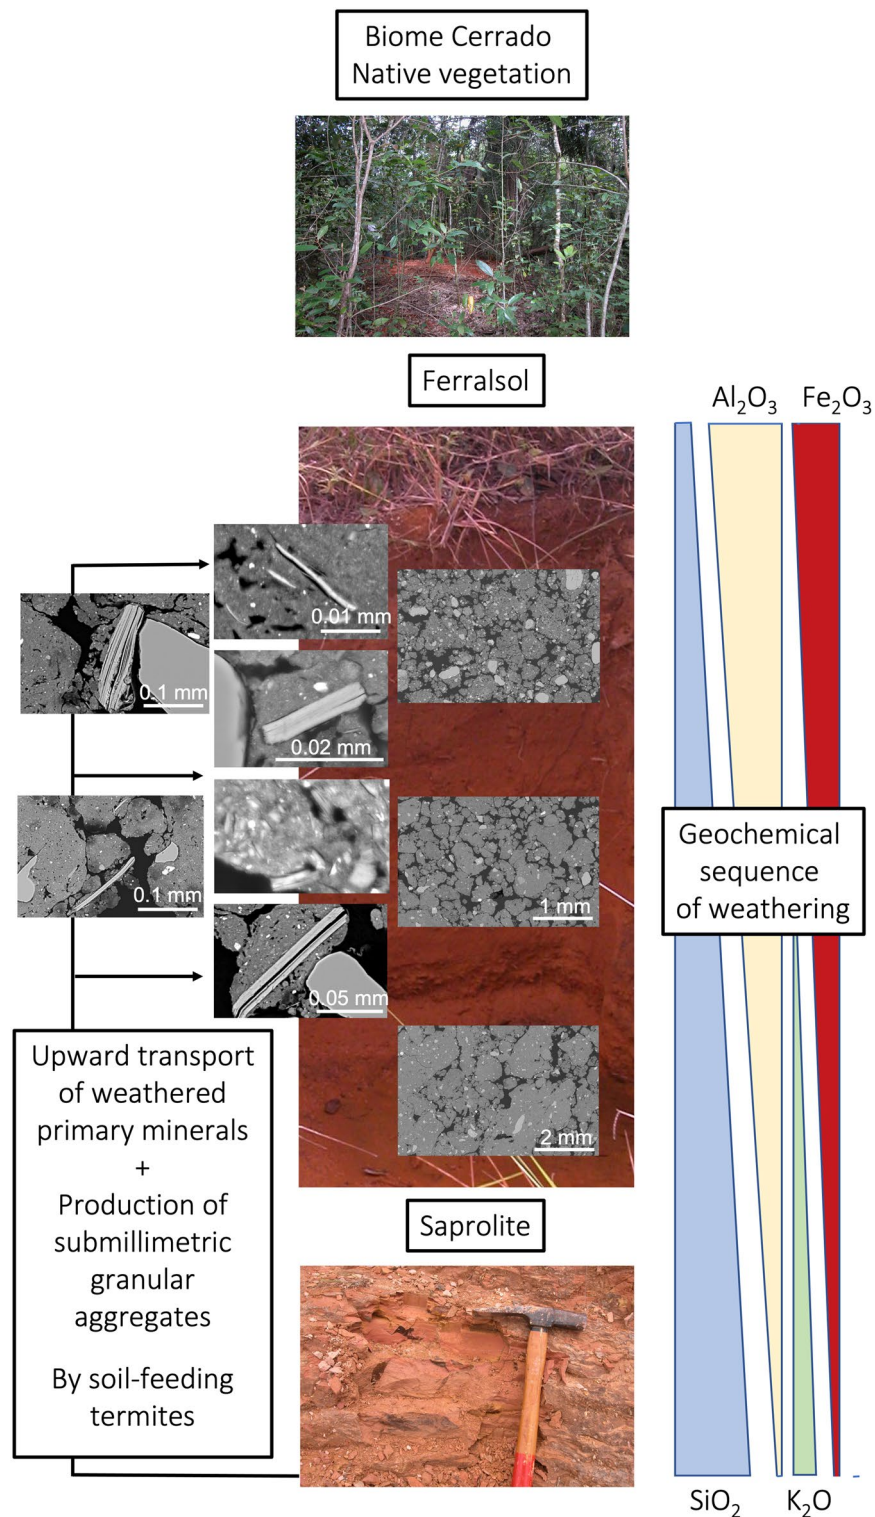 Biome Cerrado
Native vegetation
Ferralsol
Al₂O₃
Fe₂O₃
0.01 mm
0.1 mm
0.02 mm
0.1 mm
1 mm
Geochemical
sequence
of weathering
0.05 mm
Upward transport
of weathered
primary minerals
+
Production of
submillimetric
granular
aggregates
By soil-feeding
termites
2 mm
Saprolite
SiO₂
K₂O